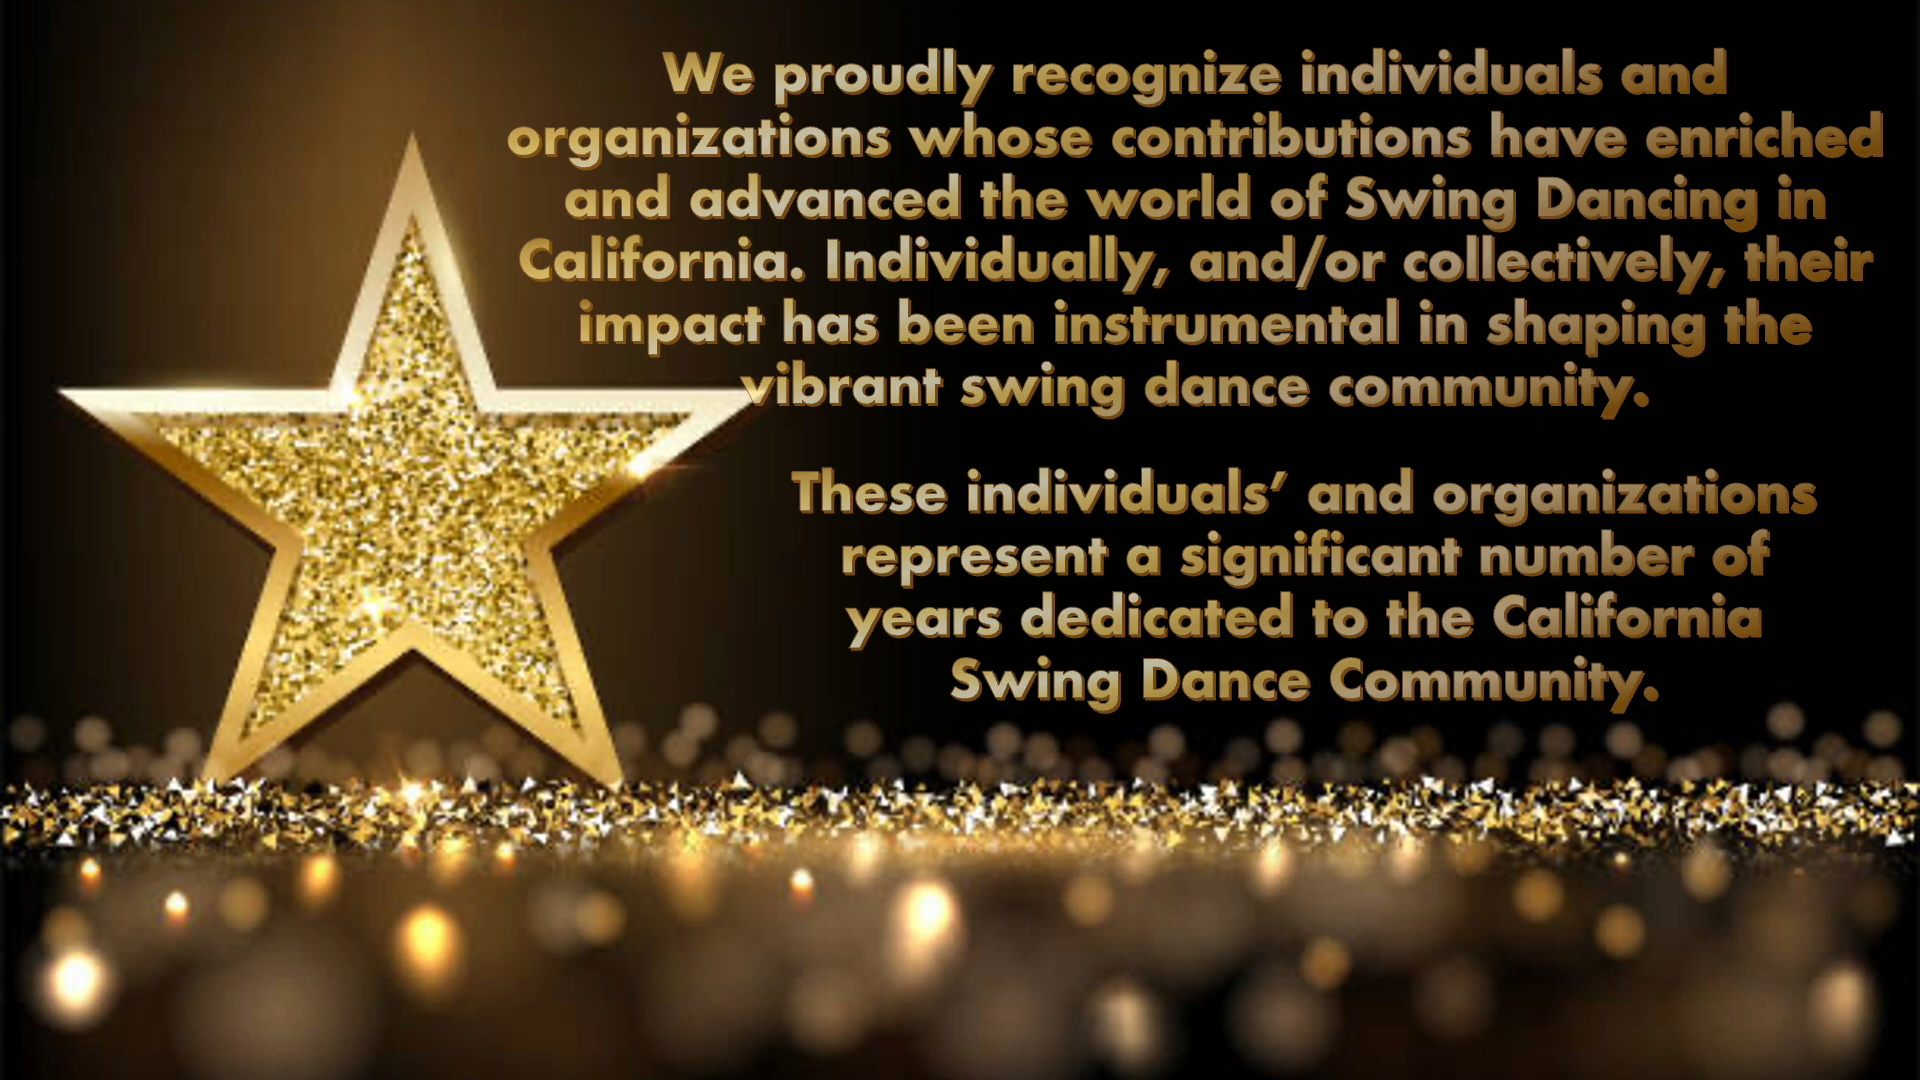 We proudly recognize individuals and
organizations whose contributions have enriched
and advanced the world of Swing Dancing in
California. Individually, and/or collectively, their
impact has been instrumental in shaping the
vibrant swing dance community.
These individuals’ and organizations
represent a significant number of
years dedicated to the California
Swing Dance Community.